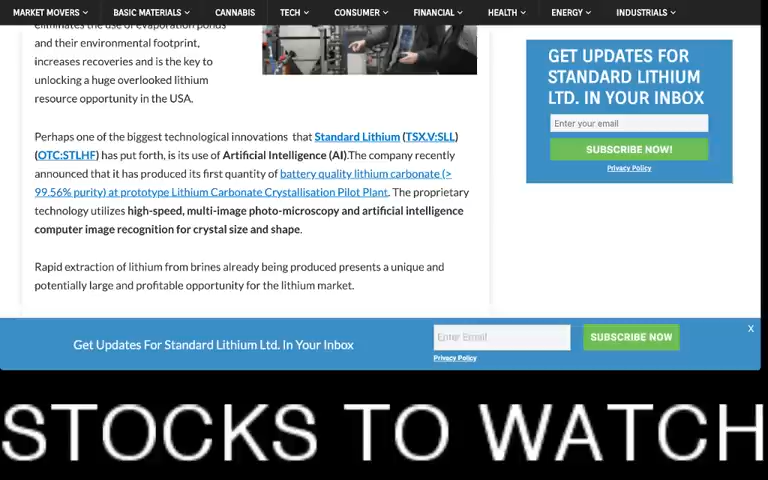 MARKET MOVERS BASIC MATERIALS CANNABIS TECH CONSUMER FINANCIAL HEALTH ENERGY INDUSTRIALS
eliminates the use of evaporation ponds
and their environmental footprint,
increases recoveries and is the key to
unlocking a huge overlooked lithium
resource opportunity in the USA.
Perhaps one of the biggest technological innovations that Standard Lithium (TSX.V:SLL)
(OTC:STLHF) has put forth, is its use of Artificial Intelligence (AI).The company recently
announced that it has produced its first quantity of battery quality lithium carbonate (>
99.56% purity) at prototype Lithium Carbonate Crystallisation Pilot Plant. The proprietary
technology utilizes high-speed, multi-image photo-microscopy and artificial intelligence
computer image recognition for crystal size and shape.
Rapid extraction of lithium from brines already being produced presents a unique and
potentially large and profitable opportunity for the lithium market.
GET UPDATES FOR
STANDARD LITHIUM
LTD. IN YOUR INBOX
Enter your email
SUBSCRIBE NOW!
Privacy Policy
X
Get Updates For Standard Lithium Ltd. In Your Inbox
Enter Email
SUBSCRIBE NOW
Privacy Policy
STOCKS TO WATCH